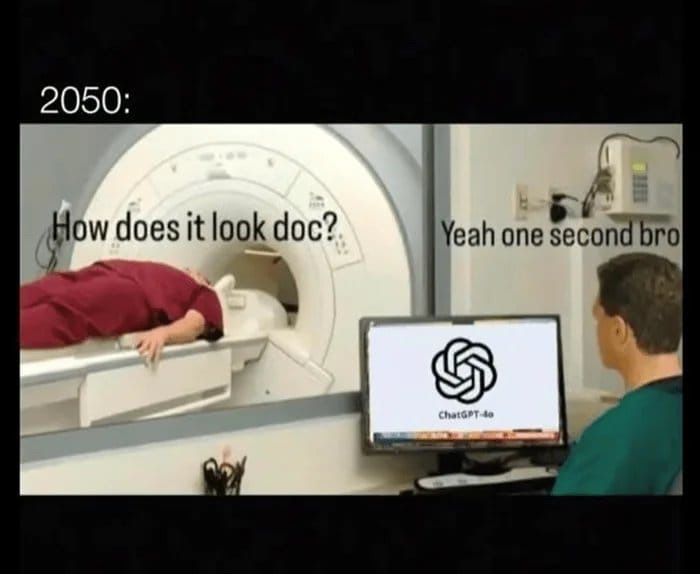 2050:
How does it look doc?
Yeah one second bro
ChatGPT-4o